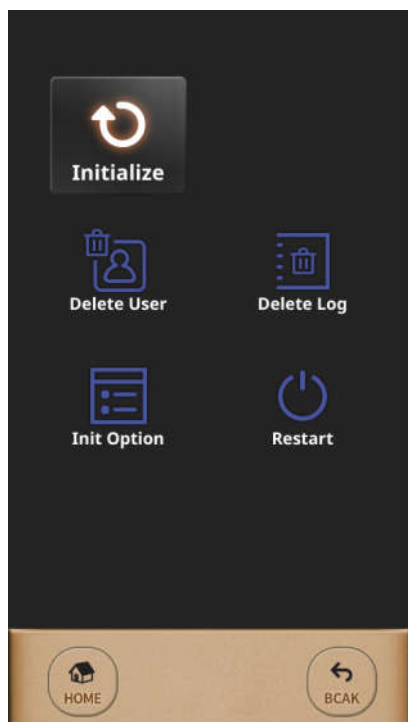 Initialize
Delete User
Delete Log
Init Option
Restart
HOME
BCAK